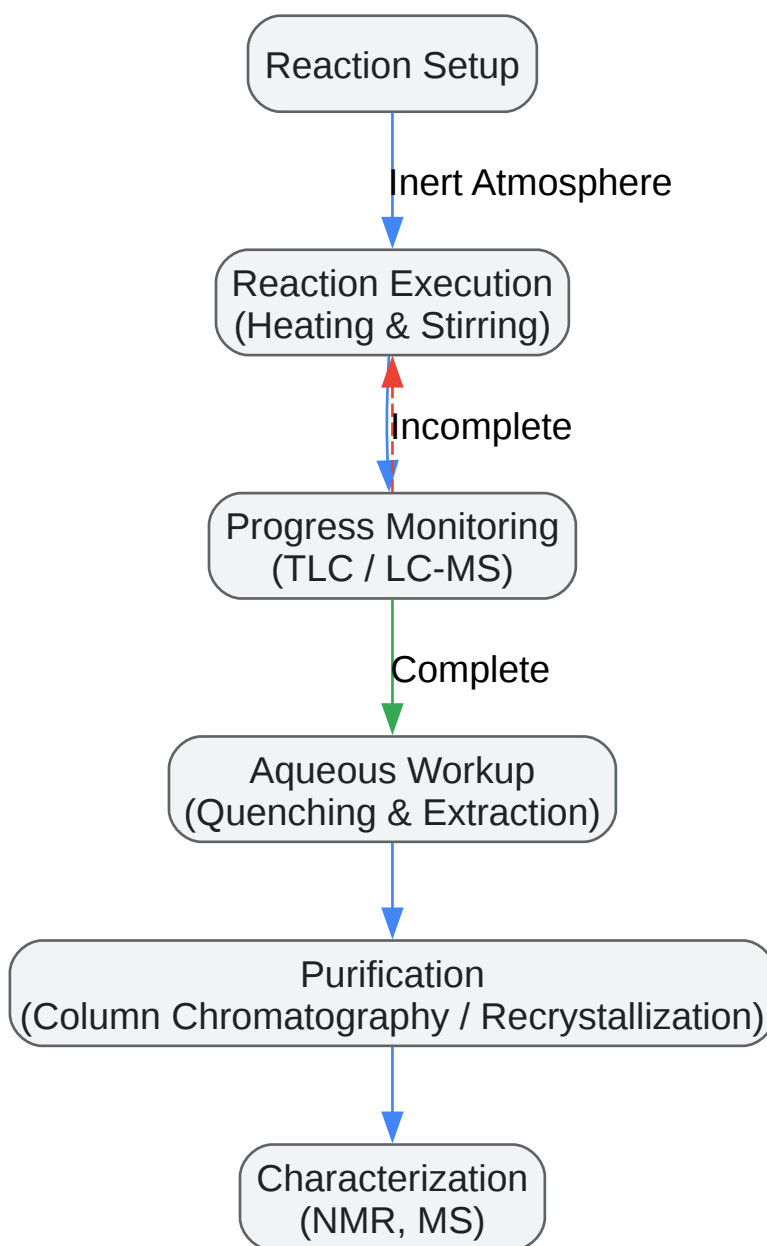 Reaction Setup
Inert Atmosphere
Reaction Execution
(Heating & Stirring)
Incomplete
Progress Monitoring
(TLC / LC-MS)
Complete
Aqueous Workup
(Quenching & Extraction)
Purification
(Column Chromatography / Recrystallization)
Characterization
(NMR, MS)